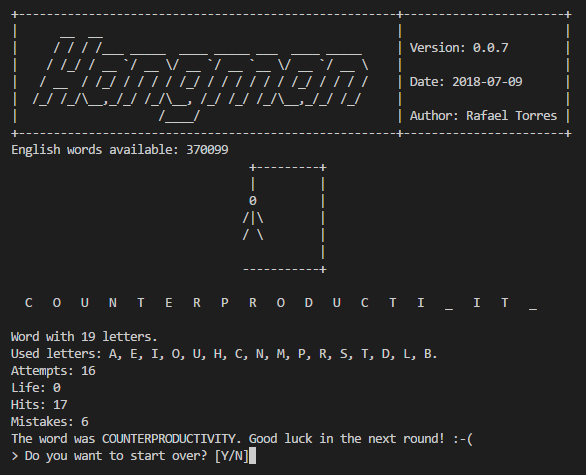 Hangman
Version: 0.0.7
Date: 2018-07-09
Author: Rafael Torres
English words available: 370099
C O U N T E R P R O D U C T I _ I T _
Word with 19 letters.
Used letters: A, E, I, O, U, H, C, N, M, P, R, S, T, D, L, B.
Attempts: 16
Life: 0
Hits: 17
Mistakes: 6
The word was COUNTERPRODUCTIVITY. Good luck in the next round! :-(
> Do you want to start over? [Y/N]